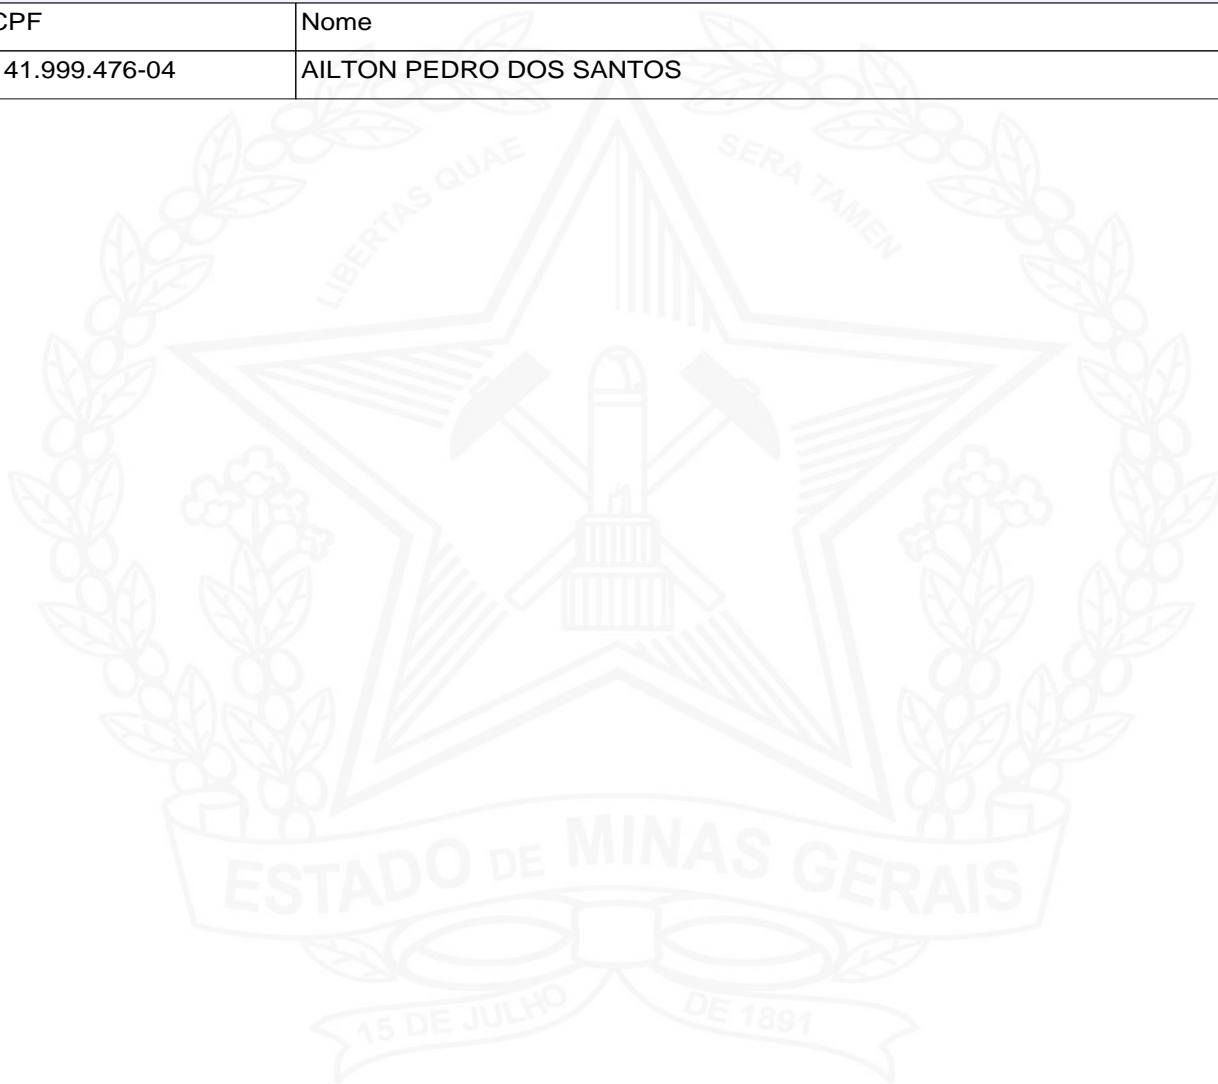 CPF Nome
41.999.476-04 AILTON PEDRO DOS SANTOS
LIBERTAS QUAE SERA TAMEN
ESTADO DE MINAS GERAIS
15 DE JULHO DE 1891